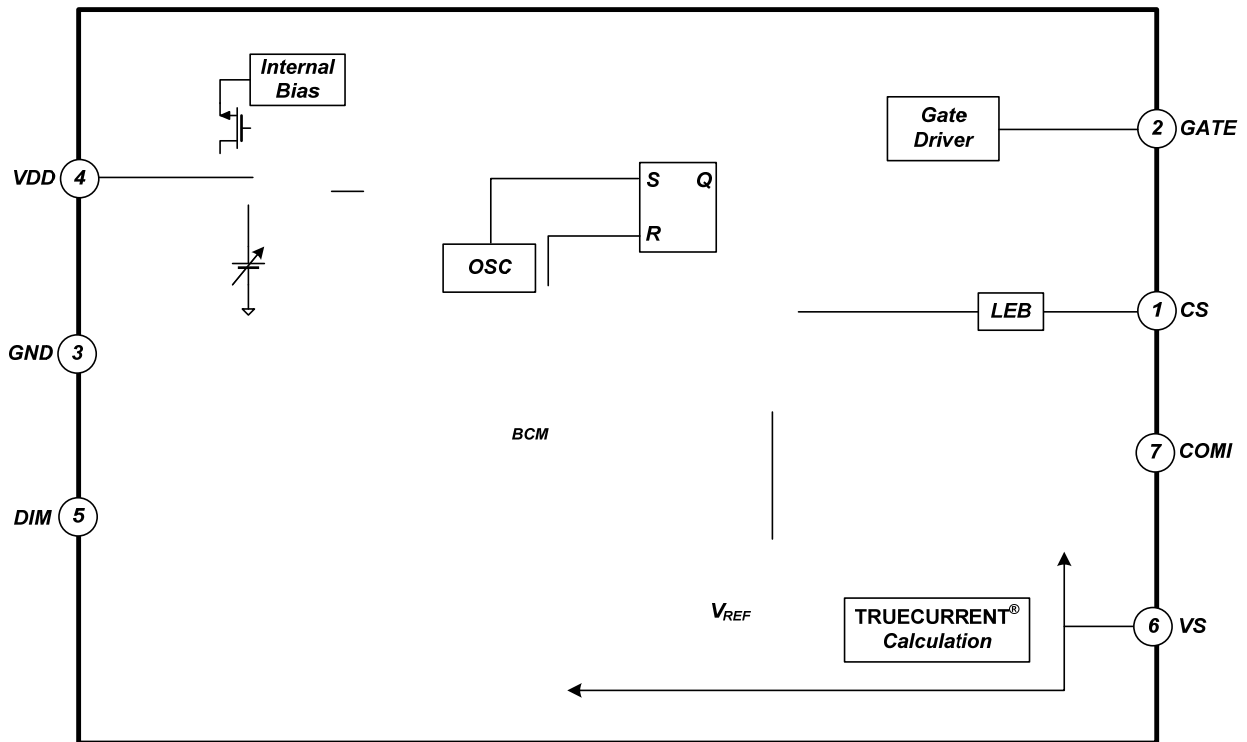 Internal
Bias
Gate
Driver
2 GATE
VDD 4
S Q
R
OSC
LEB
1 CS
GND 3
BCM
7 COMI
DIM 5
VREF
TRUECURRENT®
Calculation
6 VS